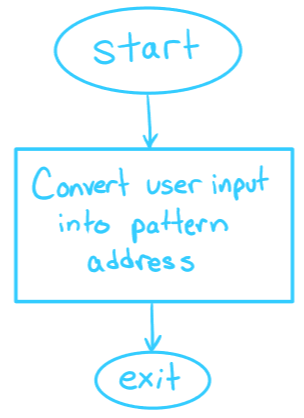 start
Convert user input
into pattern
address
exit